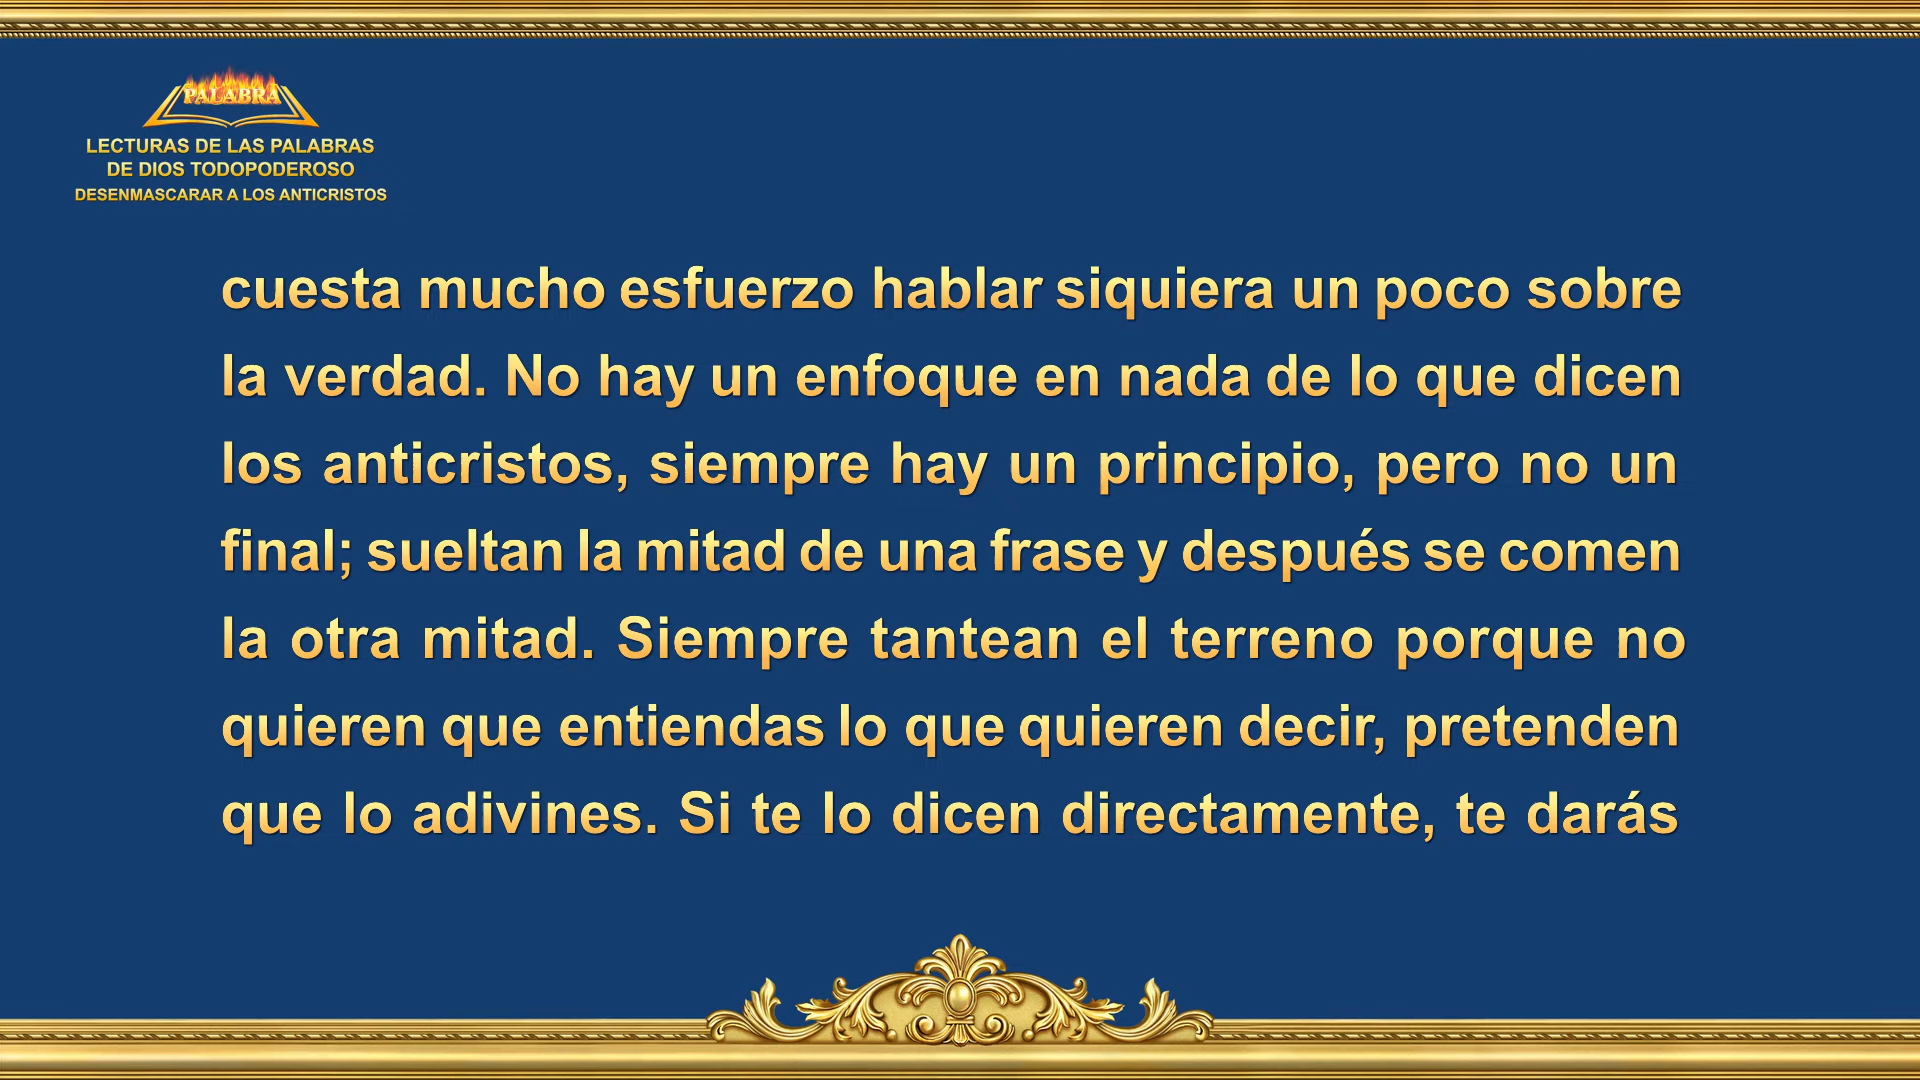 PALABRA
LECTURAS DE LAS PALABRAS
DE DIOS TODOPODEROSO
DESENMASCARAR A LOS ANTICRISTOS
cuesta mucho esfuerzo hablar siquiera un poco sobre
la verdad. No hay un enfoque en nada de lo que dicen
los anticristos, siempre hay un principio, pero no un
final; sueltan la mitad de una frase y después se comen
la otra mitad. Siempre tantean el terreno porque no
quieren que entiendas lo que quieren decir, pretenden
que lo adivines. Si te lo dicen directamente, te darás